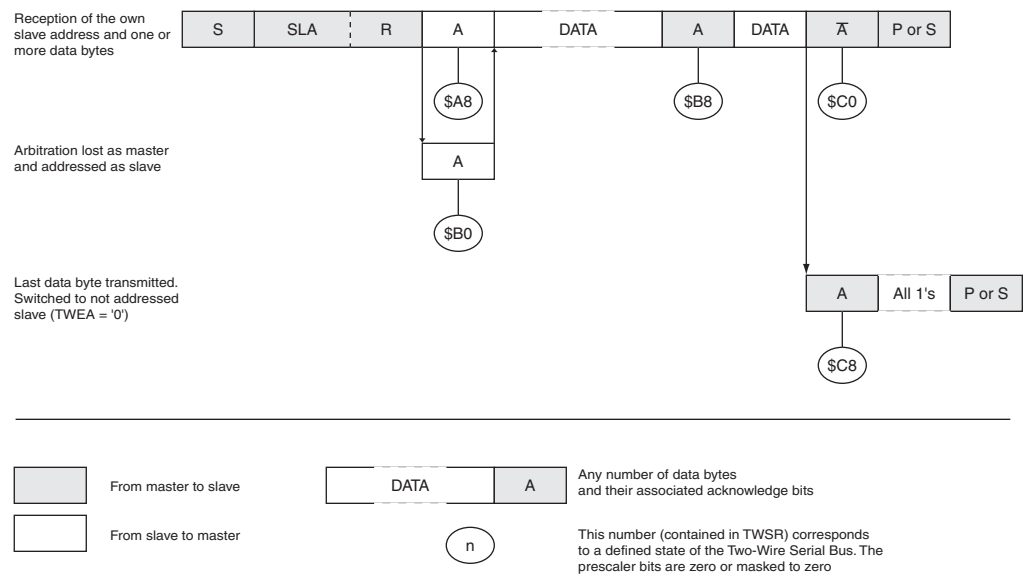 Reception of the own
slave address and one or
more data bytes
S SLA R A DATA A DATA A̅ P or S
$A8 $B8 $C0
Arbitration lost as master
and addressed as slave
A
$B0
Last data byte transmitted.
Switched to not addressed
slave (TWEA = '0')
A All 1's P or S
$C8
From master to slave
DATA A
Any number of data bytes
and their associated acknowledge bits
From slave to master
n
This number (contained in TWSR) corresponds
to a defined state of the Two-Wire Serial Bus. The
prescaler bits are zero or masked to zero